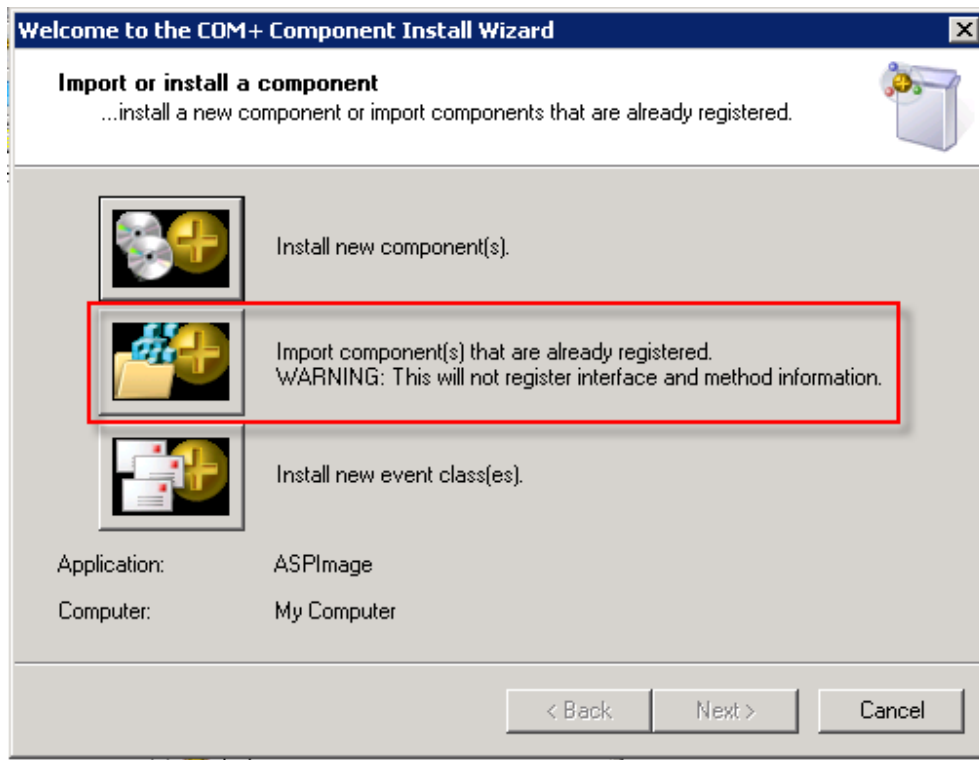 Welcome to the COM+ Component Install Wizard
Import or install a component
...install a new component or import components that are already registered.
Install new component(s).
Import component(s) that are already registered.
WARNING: This will not register interface and method information.
Install new event class(es).
Application: ASPImage
Computer: My Computer
< Back Next > Cancel